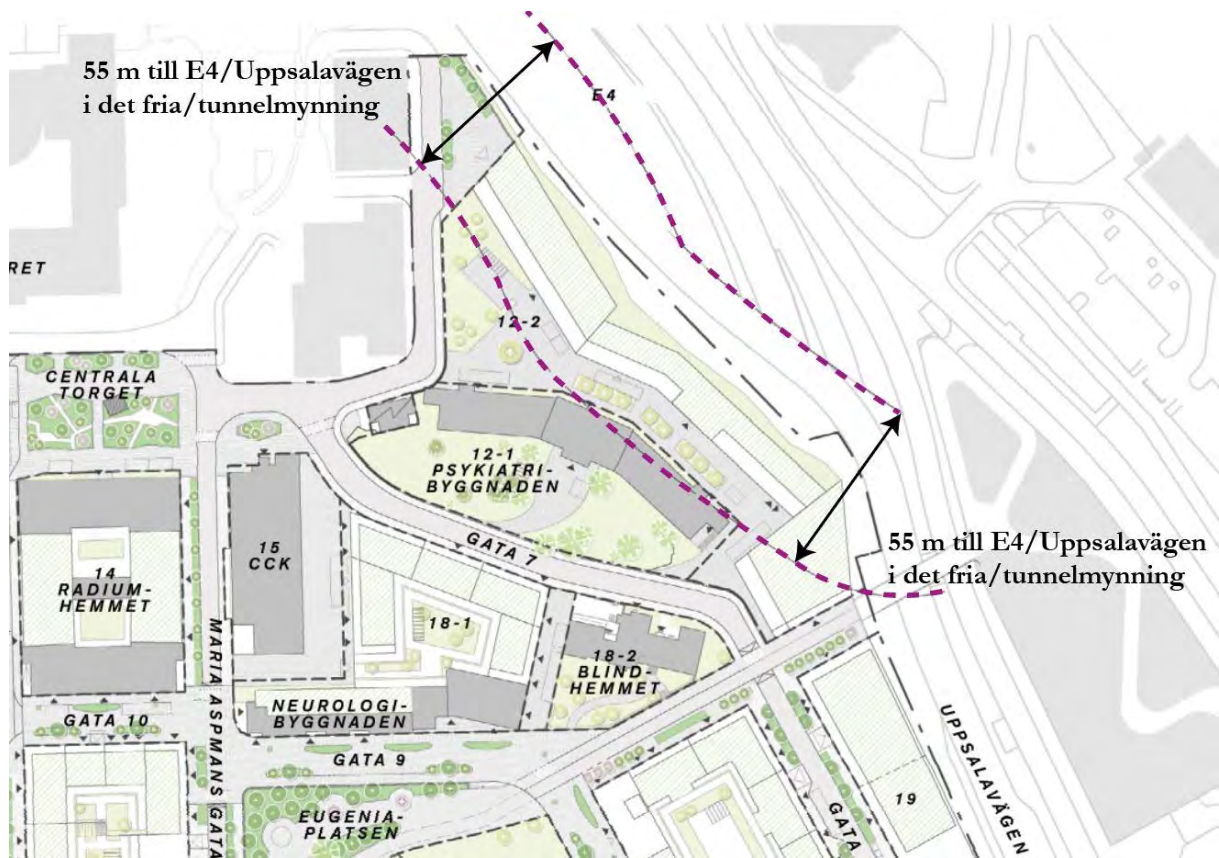 55 m till E4/Uppsalavägen
i det fria/tunnelmynning
E4
RET
12-2
CENTRALA
TORGET
12-1
PSYKIATRI-
BYGGNADEN
GATA 7
55 m till E4/Uppsalavägen
i det fria/tunnelmynning
15
CCK
14
RADIUM-
HEMMET
18-1
18-2
BLIND-
HEMMET
MARIA ASPMANS GATA
NEUROLOGI-
BYGGNADEN
GATA 10
GATA 9
UPPSALAVÄGEN
19
EUGENIA-
PLATSEN
GATA